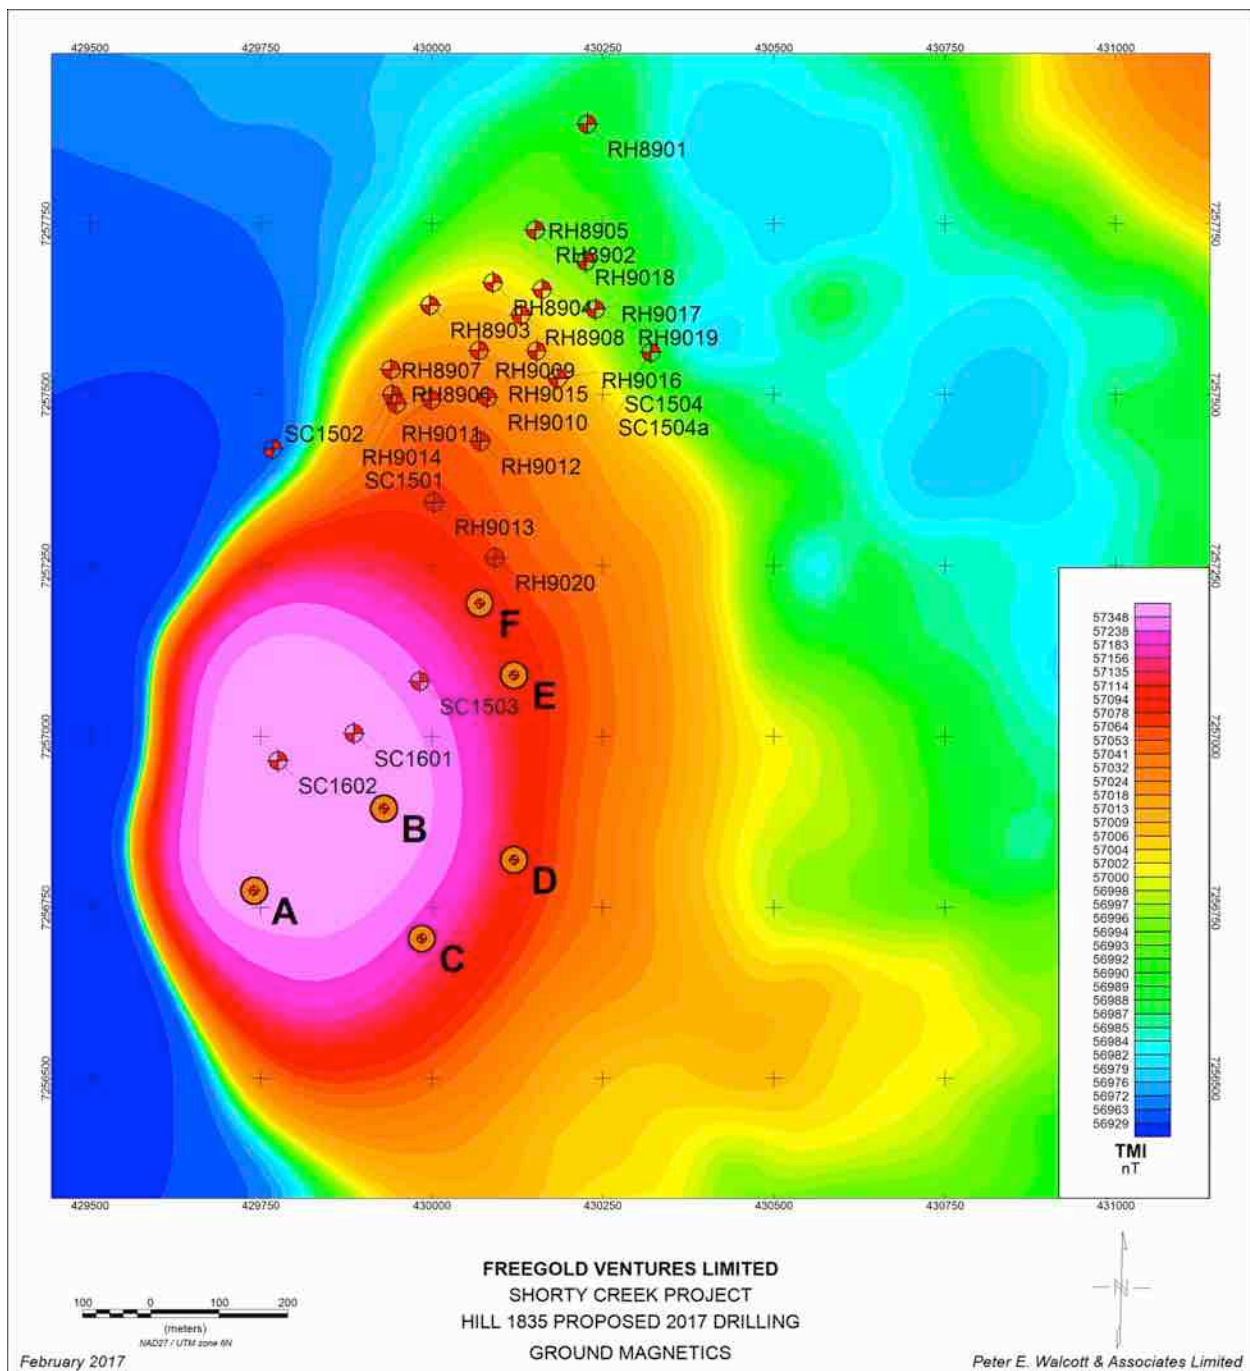 429500 429750 430000 430250 430500 430750 431000
RH8901
7257750 7257750
RH8905
RH8902
RH9018
RH8904
RH9017
RH8903
RH8908
RH9019
RH8907
RH9009
RH9016
7257500 7257500
RH8906
RH9015
SC1504
RH9010
SC1504a
SC1502
RH9011
RH9014
RH9012
SC1501
RH9013
7257250 7257250
RH9020
F
E
SC1503
7257000 7257000
SC1601
SC1602
B
D
A
7256750 7256750
C
7256500 7256500
57348
57238
57183
57156
57135
57114
57094
57078
57064
57053
57041
57032
57024
57018
57013
57009
57006
57004
57002
57000
56998
56997
56996
56994
56993
56992
56990
56989
56988
56987
56985
56984
56982
56979
56976
56972
56963
56929
TMI
nT
429500 429750 430000 430250 430500 430750 431000
100 0 100 200
(meters)
NAD27 / UTM zone 6N
FREEGOLD VENTURES LIMITED
SHORTY CREEK PROJECT
HILL 1835 PROPOSED 2017 DRILLING
GROUND MAGNETICS
N
February 2017
Peter E. Walcott & Associates Limited